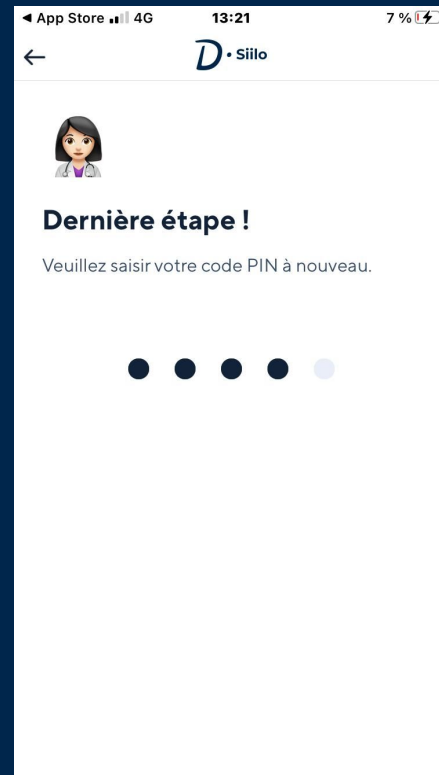 ◀ App Store 4G 13:21 7 %
D • Siilo
Dernière étape !
Veuillez saisir votre code PIN à nouveau.